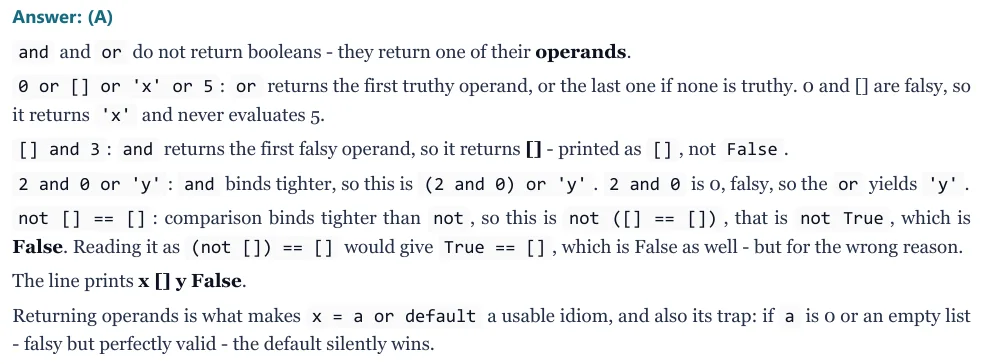 Answer: (A)
and and or do not return booleans - they return one of their operands.
0 or [] or 'x' or 5 : or returns the first truthy operand, or the last one if none is truthy. 0 and [] are falsy, so
it returns 'x' and never evaluates 5.
[] and 3 : and returns the first falsy operand, so it returns [] - printed as [] , not False .
2 and 0 or 'y' : and binds tighter, so this is (2 and 0) or 'y' . 2 and 0 is 0, falsy, so the or yields 'y' .
not [] == [] : comparison binds tighter than not , so this is not ([] == []) , that is not True , which is
False. Reading it as (not []) == [] would give True == [] , which is False as well - but for the wrong reason.
The line prints x [] y False.
Returning operands is what makes x = a or default a usable idiom, and also its trap: if a is 0 or an empty list
- falsy but perfectly valid - the default silently wins.